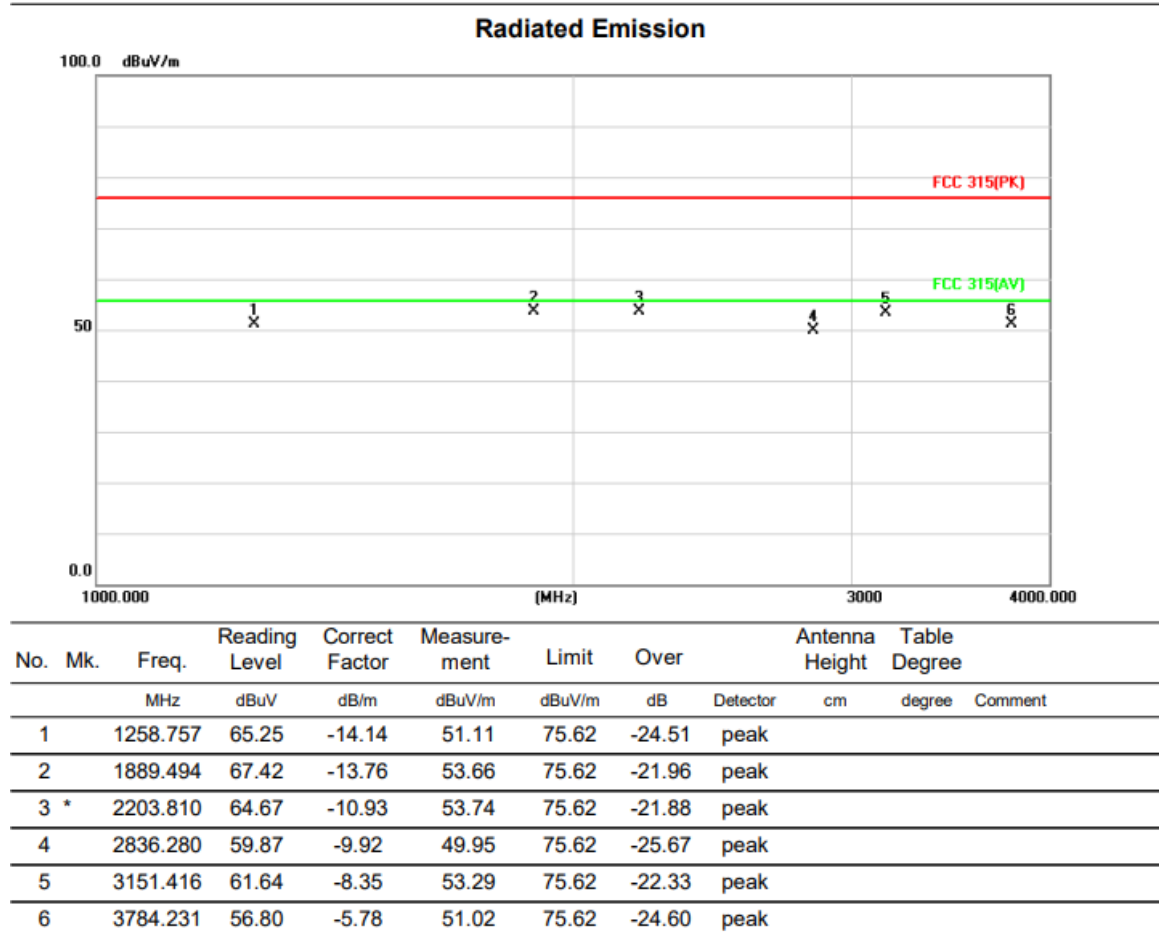 Radiated Emission
100.0 dBuV/m
FCC 315(PK)
FCC 315(AV)
1 2 3 4 5 6
50
0.0
1000.000 (MHz) 3000 4000.000
No. Mk. Freq. Reading Level Correct Factor Measure-ment Limit Over Antenna Height Table Degree
MHz dBuV dB/m dBuV/m dBuV/m dB Detector cm degree Comment
1 1258.757 65.25 -14.14 51.11 75.62 -24.51 peak
2 1889.494 67.42 -13.76 53.66 75.62 -21.96 peak
3 * 2203.810 64.67 -10.93 53.74 75.62 -21.88 peak
4 2836.280 59.87 -9.92 49.95 75.62 -25.67 peak
5 3151.416 61.64 -8.35 53.29 75.62 -22.33 peak
6 3784.231 56.80 -5.78 51.02 75.62 -24.60 peak